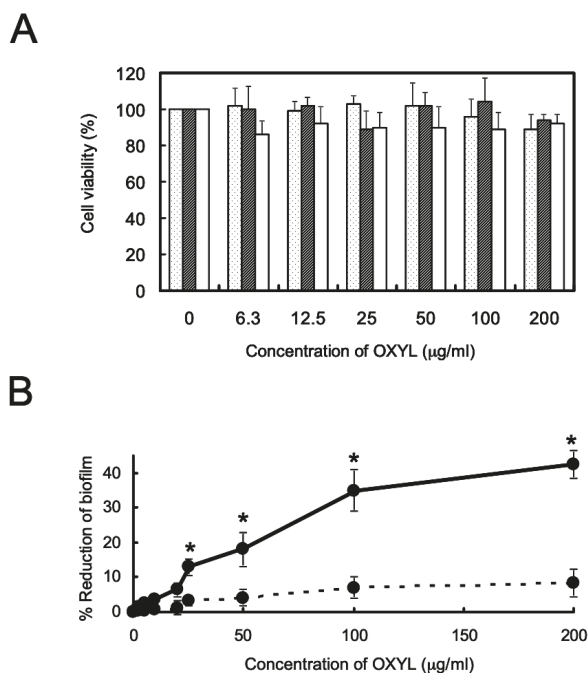 A
Cell viability (%)
120
100
80
60
40
20
0
0 6.3 12.5 25 50 100 200
Concentration of OXYL (μg/ml)
B
% Reduction of biofilm
40
30
20
10
0
* * * *
0 50 100 150 200
Concentration of OXYL (μg/ml)